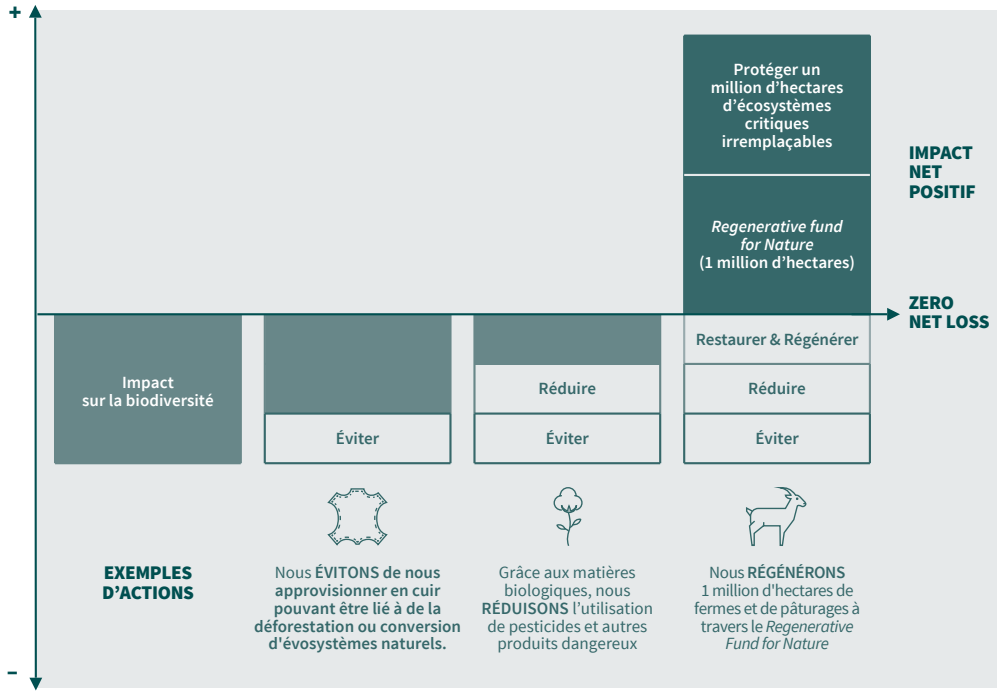 +
Protéger un
million d'hectares
d'écosystèmes
critiques
irremplaçables
IMPACT
NET
POSITIF
Regenerative fund
for Nature
(1 million d'hectares)
ZERO
NET LOSS
Impact
sur la biodiversité
Éviter
Réduire
Éviter
Restaurer & Régénérer
Réduire
Éviter
EXEMPLES
D'ACTIONS
Nous ÉVITONS de nous
approvisionner en cuir
pouvant être lié à de la
déforestation ou conversion
d'évosystèmes naturels.
Grâce aux matières
biologiques, nous
RÉDUISONS l'utilisation
de pesticides et autres
produits dangereux
Nous RÉGÉNÉRONS
1 million d'hectares de
fermes et de pâturages à
travers le Regenerative
Fund for Nature
-